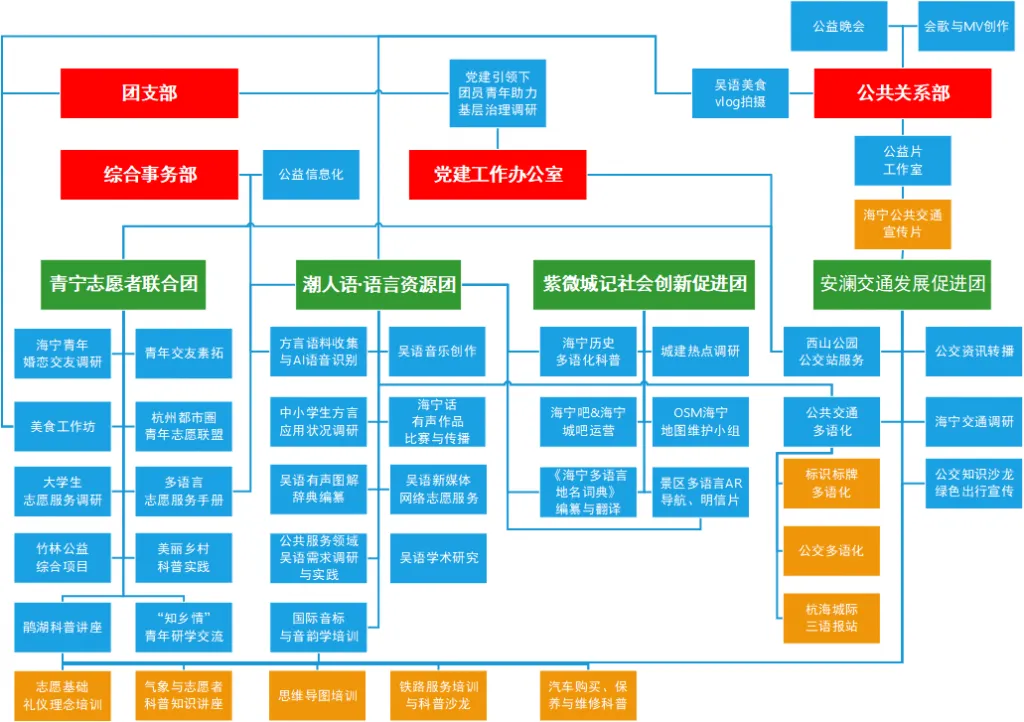 公益晚会
会歌与MV创作
团支部
党建引领下
团员青年助力
基层治理调研
吴语美食
vlog拍摄
公共关系部
综合事务部
公益信息化
党建工作办公室
公益片
工作室
海宁公共交通
宣传片
青宁志愿者联合团
潮人语·语言资源团
紫微城记社会创新促进团
安澜交通发展促进团
海宁青年
婚恋交友调研
青年交友素拓
方言语料收集
与AI语音识别
吴语音乐创作
海宁历史
多语化科普
城建热点调研
西山公园
公交站服务
公交资讯转播
美食工作坊
杭州都市圈
青年志愿联盟
中小学生方言
应用状况调研
海宁话
有声作品
比赛与传播
海宁吧&海宁
城吧运营
OSM海宁
地图维护小组
公共交通
多语化
海宁交通调研
大学生
志愿服务调研
多语言
志愿服务手册
吴语有声图解
辞典编纂
吴语新媒体
网络志愿服务
《海宁多语言
地名词典》
编纂与翻译
景区多语言AR
导航、明信片
标识标牌
多语化
公交知识沙龙
绿色出行宣传
竹林公益
综合项目
美丽乡村
科普实践
公共服务领域
吴语需求调研
与实践
吴语学术研究
公交多语化
鹃湖科普讲座
“知乡情”
青年研学交流
国际音标
与音韵学培训
杭海城际
三语报站
志愿基础
礼仪理念培训
气象与志愿者
科普知识讲座
思维导图培训
铁路服务培训
与科普沙龙
汽车购买、保
养与维修科普